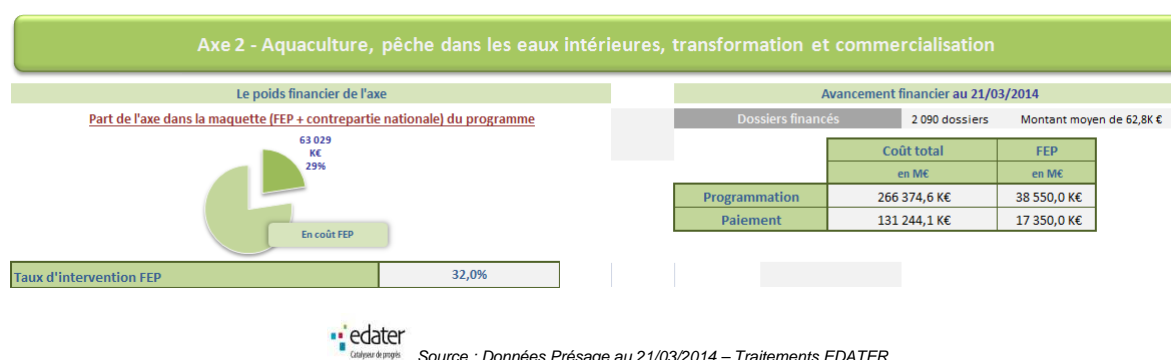 Axe 2 - Aquaculture, pêche dans les eaux intérieures, transformation et commercialisation
Le poids financier de l'axe
Part de l'axe dans la maquette (FEP + contrepartie nationale) du programme
63 029
K€
29%
En coût FEP
Taux d'intervention FEP 32,0%
Avancement financier au 21/03/2014
Dossiers financés 2 090 dossiers Montant moyen de 62,8K €
Coût total FEP
en M€ en M€
Programmation 266 374,6 K€ 38 550,0 K€
Paiement 131 244,1 K€ 17 350,0 K€
edater
Catalyseur de progrès
Source : Données Présage au 21/03/2014 – Traitements EDATER